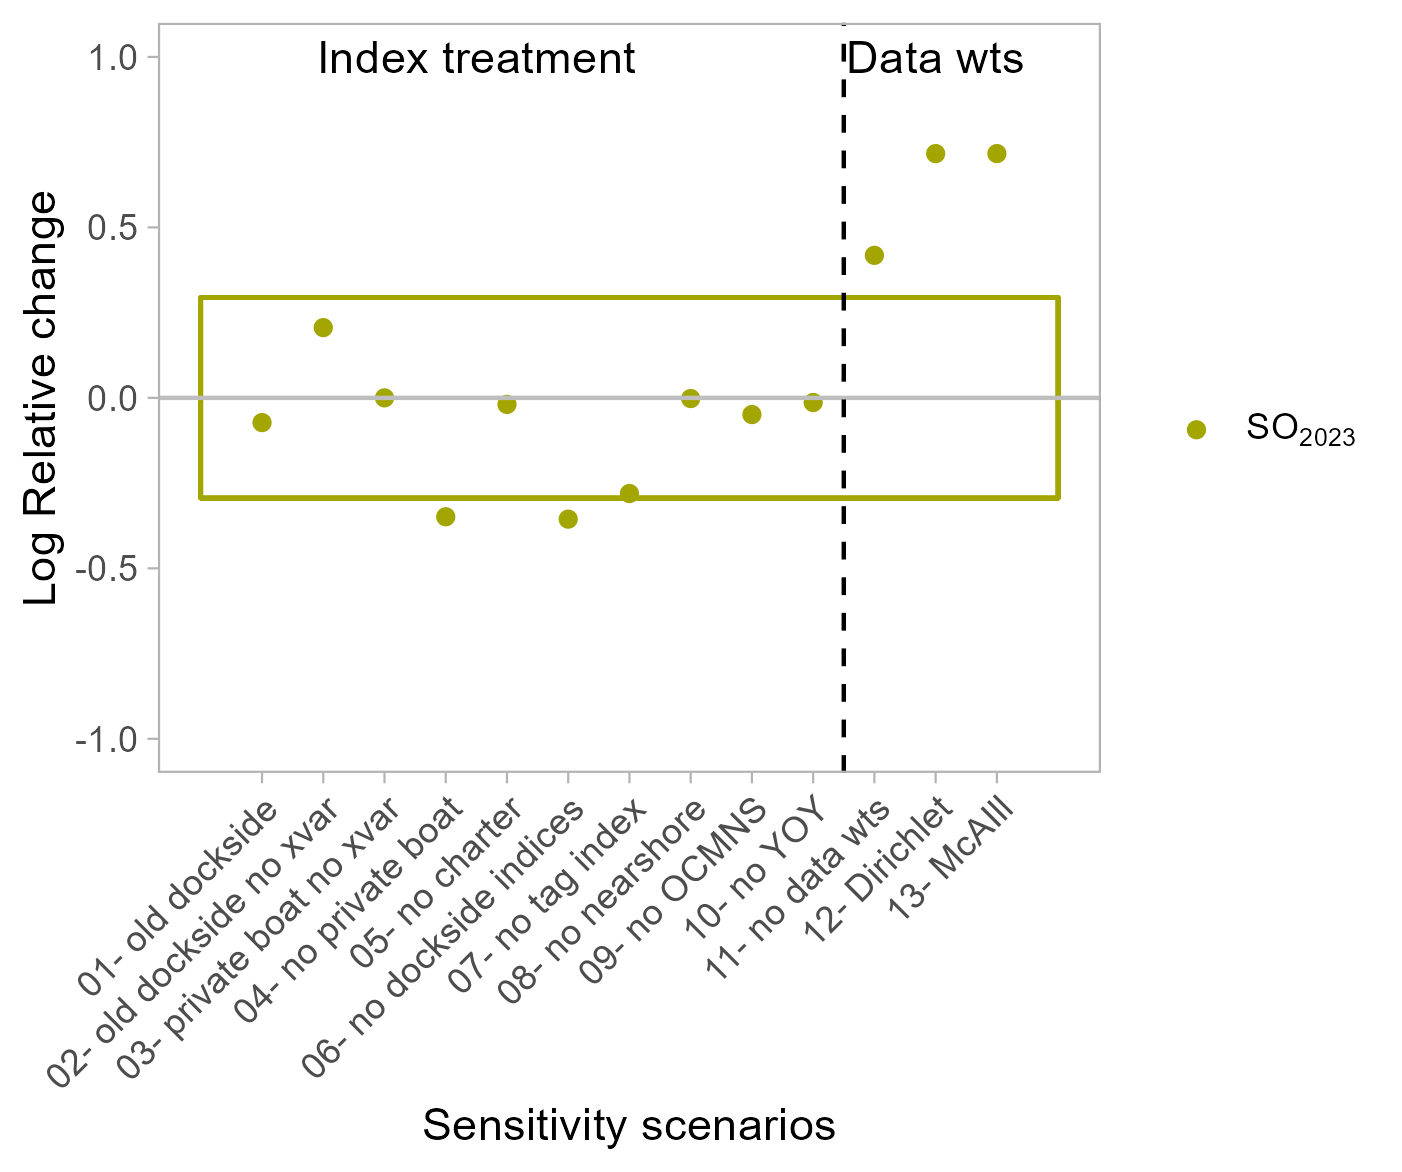 Index treatment
Data wts
1.0
0.5
0.0
-0.5
-1.0
Log Relative change
SO2023
01- old dockside
02- old dockside no xvar
03- private boat no xvar
04- no private boat
05- no charter
06- no dockside indices
07- no tag index
08- no nearshore
09- no OCMNS
10- no YOY
11- no data wts
12- Dirichlet
13- McAlll
Sensitivity scenarios